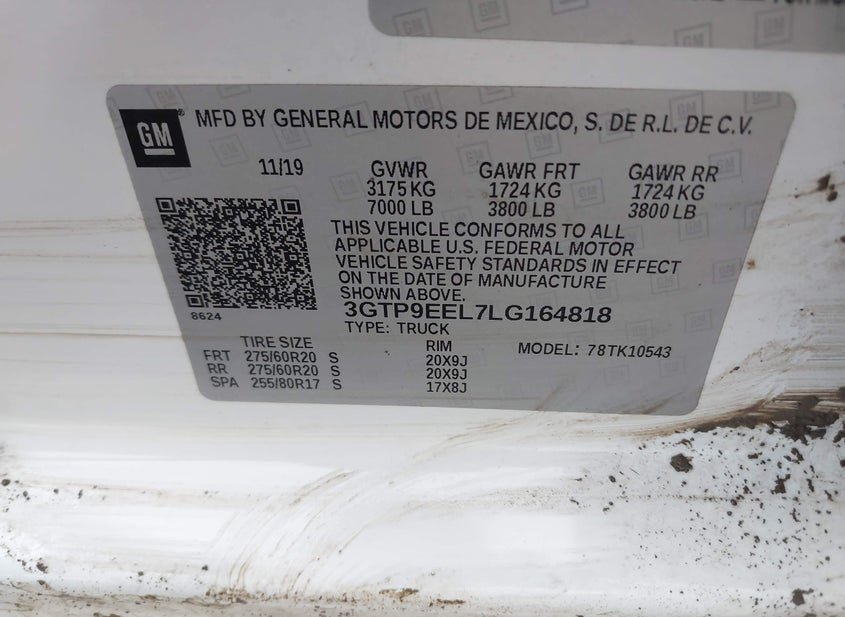 GM
MFD BY GENERAL MOTORS DE MEXICO, S. DE R.L. DE C.V.
11/19 GVWR GAWR FRT GAWR RR
3175 KG 1724 KG 1724 KG
7000 LB 3800 LB 3800 LB
THIS VEHICLE CONFORMS TO ALL
APPLICABLE U.S. FEDERAL MOTOR
VEHICLE SAFETY STANDARDS IN EFFECT
ON THE DATE OF MANUFACTURE
SHOWN ABOVE.
8624
3GTP9EEL7LG164818
TYPE: TRUCK
TIRE SIZE RIM MODEL: 78TK10543
FRT 275/60R20 S 20X9J
RR 275/60R20 S 20X9J
SPA 255/80R17 S 17X8J